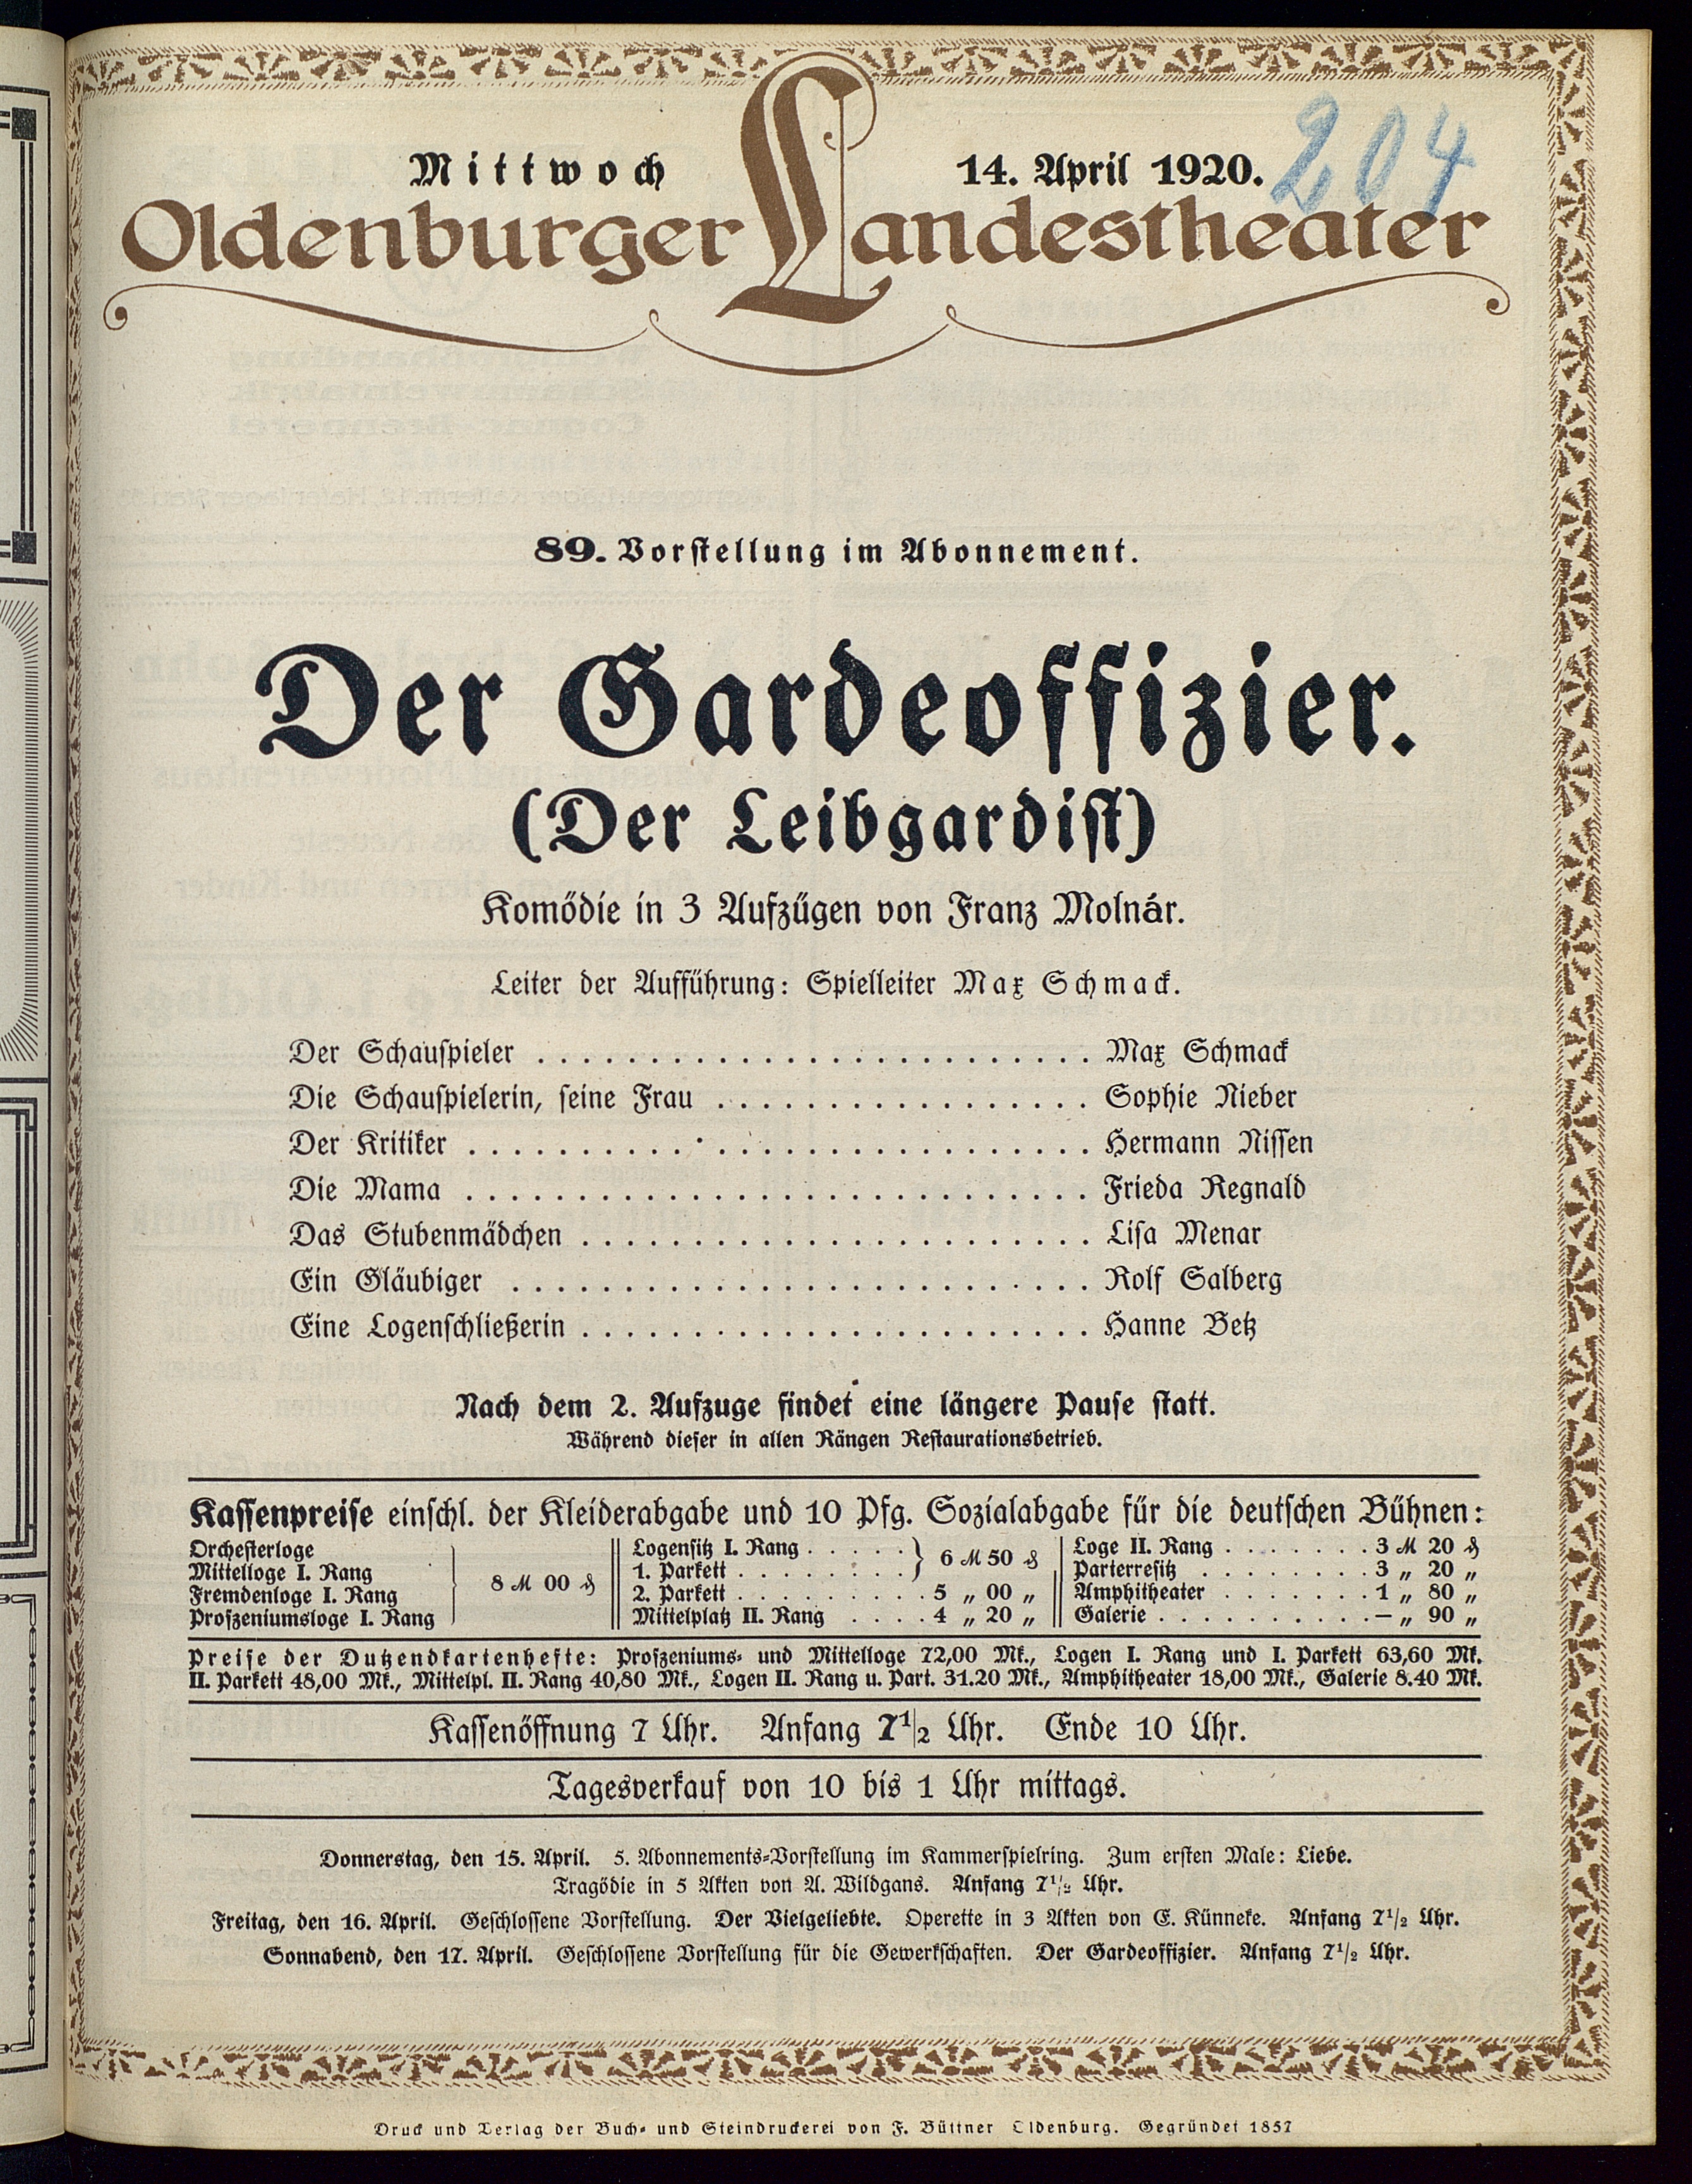 Mittwoch 14. April 1920. 204
Oldenburger Landestheater
89. Vorstellung im Abonnement.
Der Gardeoffizier.
(Der Leibgardist)
Komödie in 3 Aufzügen von Franz Molnár.
Leiter der Aufführung: Spielleiter Max Schmack.
Der Schauspieler . . . . . . . . . . Max Schmack
Die Schauspielerin, seine Frau . . . . . . . . . . Sophie Nieber
Der Kritiker . . . . . . . . . . Hermann Nissen
Die Mama . . . . . . . . . . Frieda Regnald
Das Stubenmädchen . . . . . . . . . . Lisa Menar
Ein Gläubiger . . . . . . . . . . Rolf Salberg
Eine Logenschließerin . . . . . . . . . . Hanne Betz
Nach dem 2. Aufzuge findet eine längere Pause statt.
Während dieser in allen Rängen Restaurationsbetrieb.
Kassenpreise einschl. der Kleiderabgabe und 10 Pfg. Sozialabgabe für die deutschen Bühnen:
Orchesterloge
Mittelloge I. Rang
Fremdenloge I. Rang
Proszeniumsloge I. Rang
8 ℳ 00 ₰
Logensitz I. Rang . . . . .
1. Parkett . . . . . . . .
6 ℳ 50 ₰
2. Parkett . . . . . . . . . 5 „ 00 „
Mittelplatz II. Rang . . . . 4 „ 20 „
Loge II. Rang . . . . . . . 3 ℳ 20 ₰
Parterresitz . . . . . . . . 3 „ 20 „
Amphitheater . . . . . . . 1 „ 80 „
Galerie . . . . . . . . . . — „ 90 „
Preise der Dutzendkartenhefte: Proszeniums- und Mittelloge 72,00 Mk., Logen I. Rang und I. Parkett 63,60 Mk.
II. Parkett 48,00 Mk., Mittelpl. II. Rang 40,80 Mk., Logen II. Rang u. Part. 31.20 Mk., Amphitheater 18,00 Mk., Galerie 8.40 Mk.
Kassenöffnung 7 Uhr. Anfang 7 1/2 Uhr. Ende 10 Uhr.
Tagesverkauf von 10 bis 1 Uhr mittags.
Donnerstag, den 15. April. 5. Abonnements-Vorstellung im Kammerspielring. Zum ersten Male: Liebe.
Tragödie in 5 Akten von A. Wildgans. Anfang 7 1/2 Uhr.
Freitag, den 16. April. Geschlossene Vorstellung. Der Vielgeliebte. Operette in 3 Akten von E. Künneke. Anfang 7 1/2 Uhr.
Sonnabend, den 17. April. Geschlossene Vorstellung für die Gewerkschaften. Der Gardeoffizier. Anfang 7 1/2 Uhr.
Druck und Verlag der Buch- und Steindruckerei von F. Büttner Oldenburg. Gegründet 1857